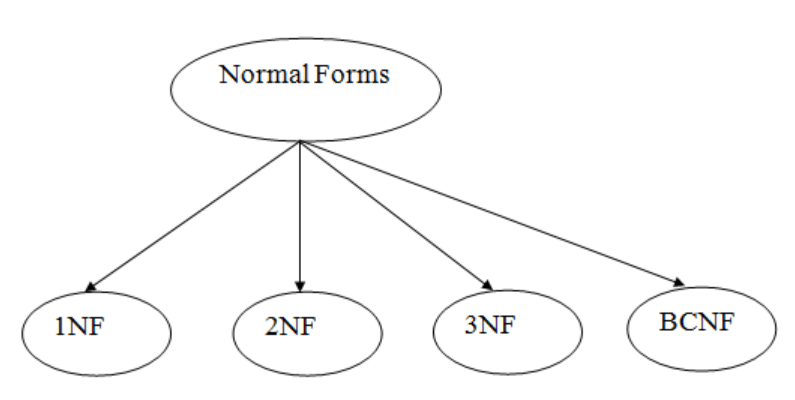 Normal Forms
1NF
2NF
3NF
BCNF